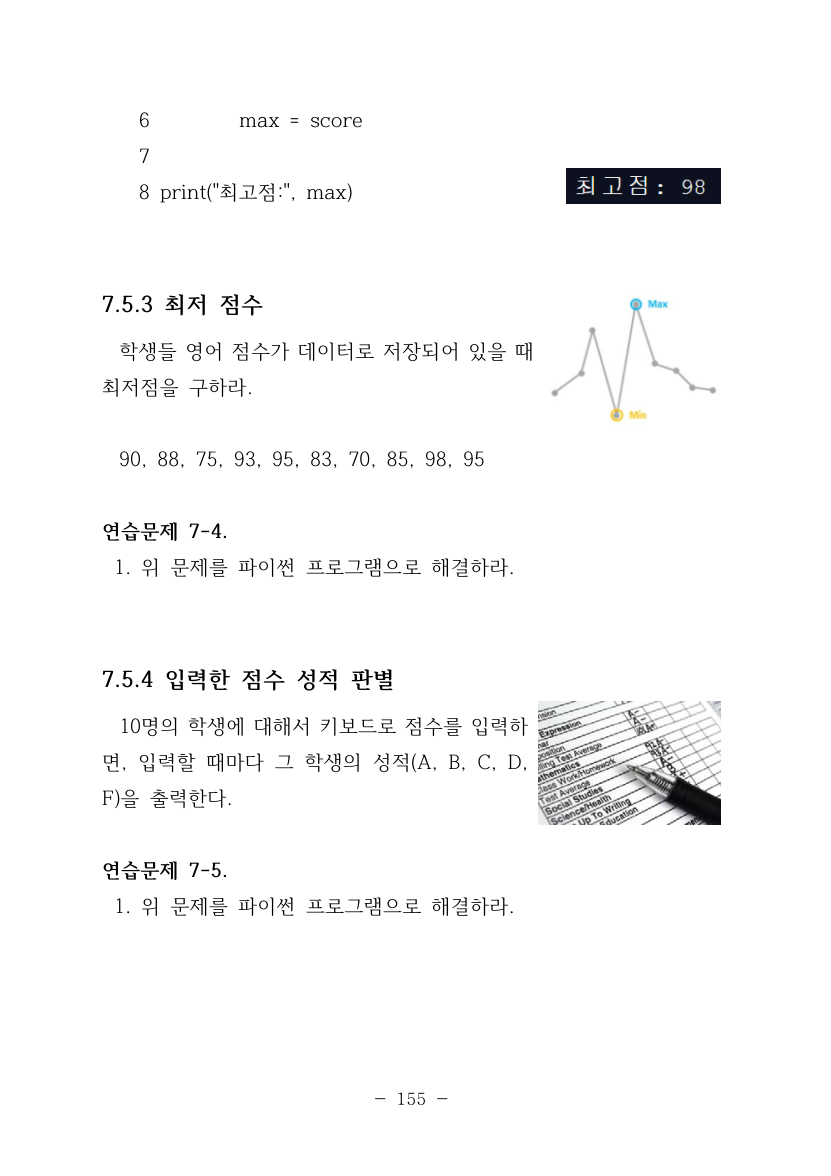 6 max = score
7
8 print("최고점:", max)
최고점: 98
7.5.3 최저 점수
학생들 영어 점수가 데이터로 저장되어 있을 때
최저점을 구하라.
Max
Min
90, 88, 75, 93, 95, 83, 70, 85, 98, 95
연습문제 7-4.
1. 위 문제를 파이썬 프로그램으로 해결하라.
7.5.4 입력한 점수 성적 판별
10명의 학생에 대해서 키보드로 점수를 입력하
면, 입력할 때마다 그 학생의 성적(A, B, C, D,
F)을 출력한다.
Expression
Test Average
Class Work/Homework
Test Average
Social Studies
Science/Health
Up To Writing
Education
연습문제 7-5.
1. 위 문제를 파이썬 프로그램으로 해결하라.
- 155 -